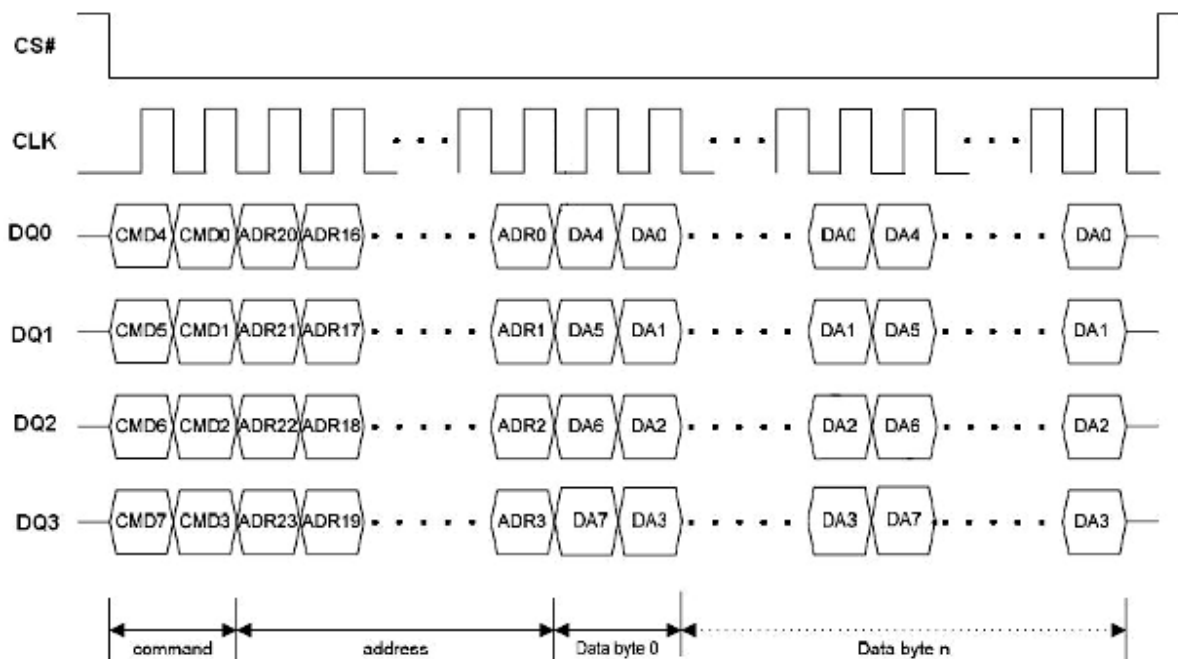 CS#
CLK
DQ0 CMD4 CMD0 ADR20 ADR16 ADR0 DA4 DA0 DA0 DA4 DA0
DQ1 CMD5 CMD1 ADR21 ADR17 ADR1 DA5 DA1 DA1 DA5 DA1
DQ2 CMD6 CMD2 ADR22 ADR18 ADR2 DA6 DA2 DA2 DA6 DA2
DQ3 CMD7 CMD3 ADR23 ADR19 ADR3 DA7 DA3 DA3 DA7 DA3
command address Data byte 0 Data byte n